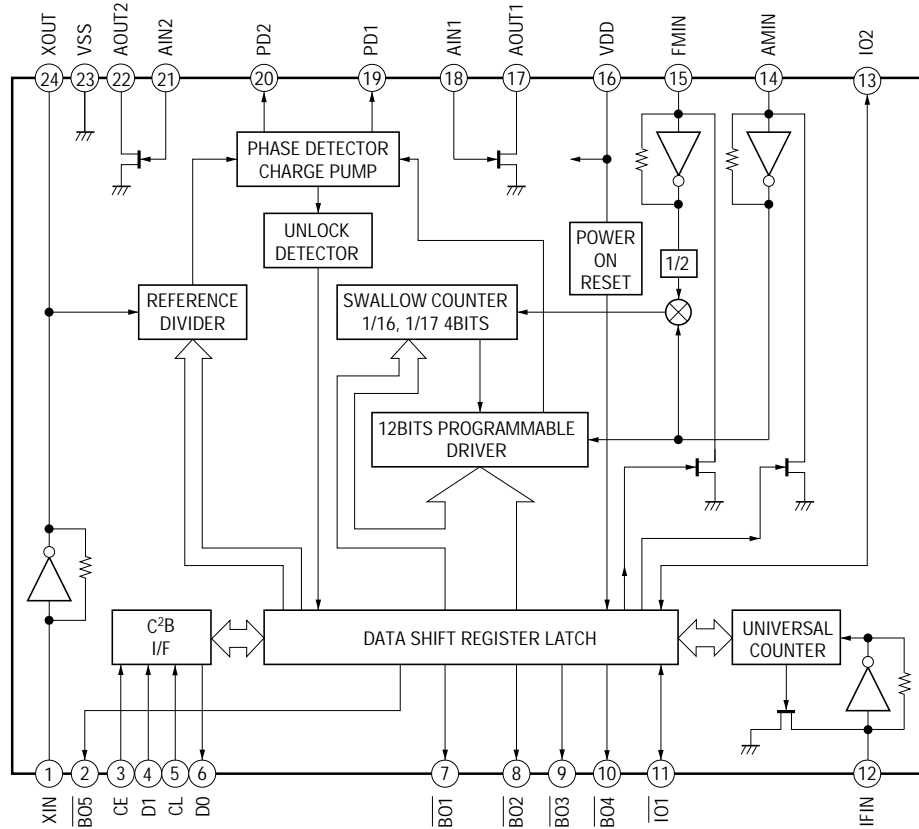 XOUT
VSS
AOUT2
AIN2
PD2
PD1
AIN1
AOUT1
VDD
FMIN
AMIN
IO2
24
23
22
21
20
19
18
17
16
15
14
13
PHASE DETECTOR
CHARGE PUMP
UNLOCK
DETECTOR
POWER
ON
RESET
1/2
REFERENCE
DIVIDER
SWALLOW COUNTER
1/16, 1/17 4BITS
12BITS PROGRAMMABLE
DRIVER
C²B
I/F
DATA SHIFT REGISTER LATCH
UNIVERSAL
COUNTER
1
2
3
4
5
6
7
8
9
10
11
12
XIN
BO5
CE
D1
CL
D0
BO1
BO2
BO3
BO4
IO1
IFIN